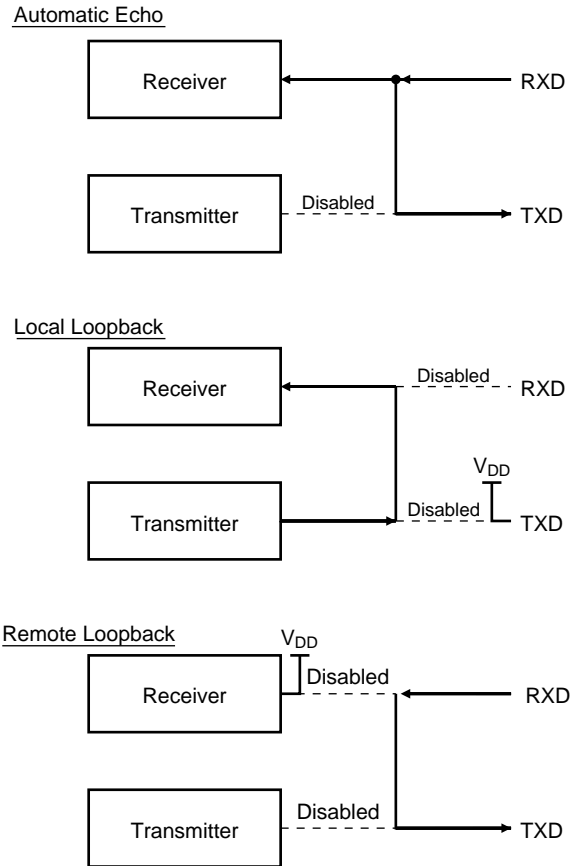 Automatic Echo
Receiver
RXD
Transmitter
Disabled
TXD
Local Loopback
Receiver
Disabled
RXD
VDD
Transmitter
Disabled
TXD
Remote Loopback
VDD
Receiver
Disabled
RXD
Transmitter
Disabled
TXD